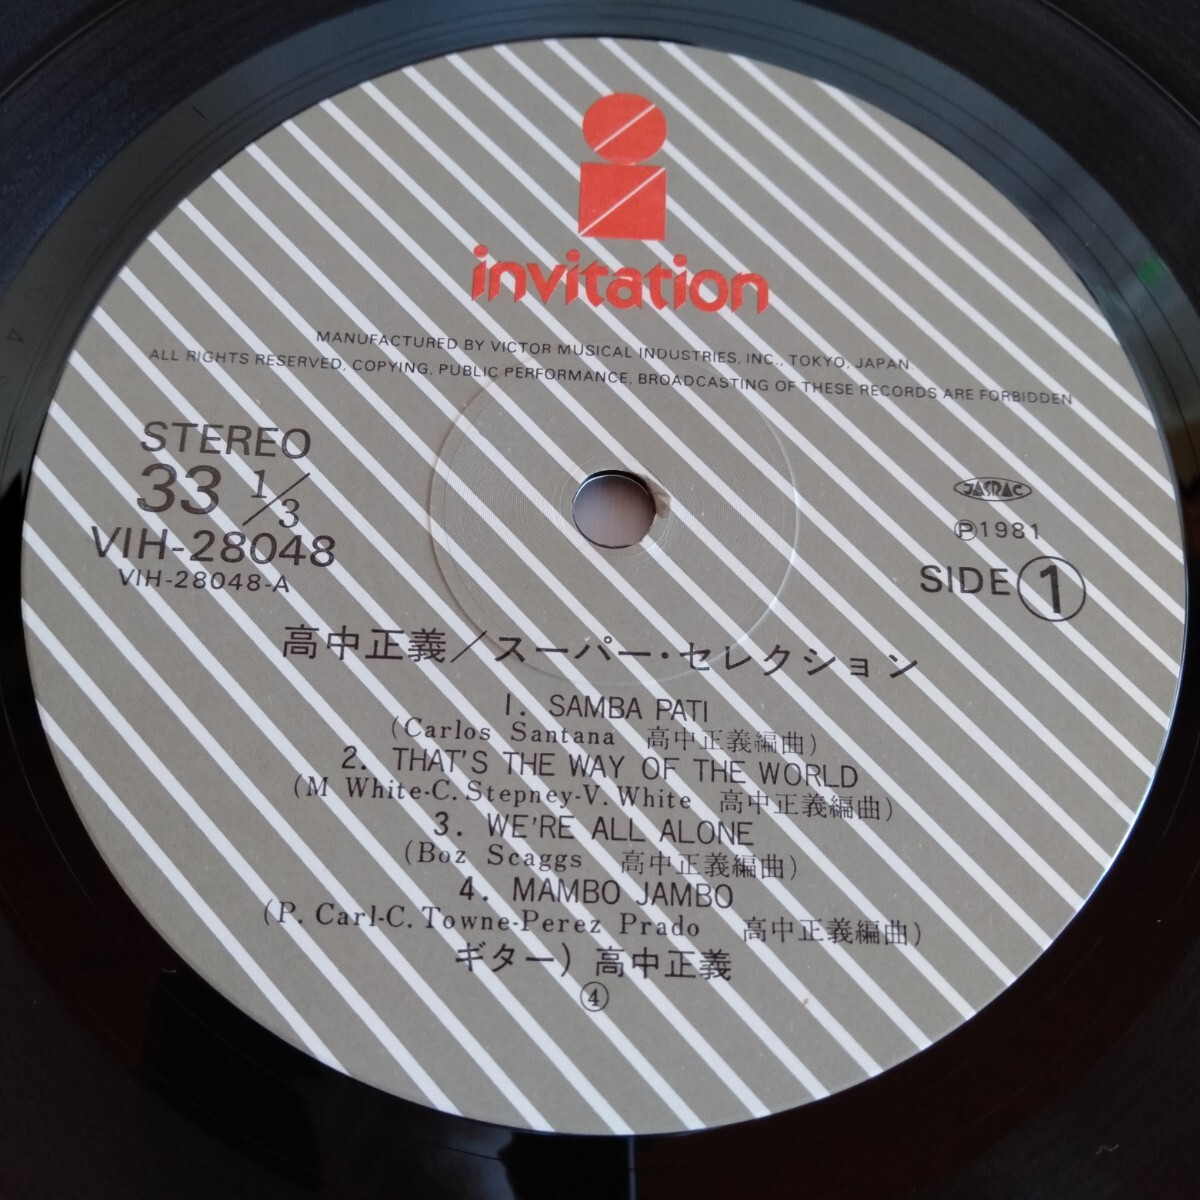 invitation
MANUFACTURED BY VICTOR MUSICAL INDUSTRIES, INC., TOKYO, JAPAN.
ALL RIGHTS RESERVED, COPYING, PUBLIC PERFORMANCE, BROADCASTING OF THESE RECORDS ARE FORBIDDEN
STEREO
33 1/3
VIH-28048
VIH-28048-A
JASRAC
Ⓟ1981
SIDE ①
高中正義／スーパー・セレクション
1. SAMBA PATI
(Carlos Santana 高中正義編曲)
2. THAT'S THE WAY OF THE WORLD
(M White-C. Stepney-V. White 高中正義編曲)
3. WE'RE ALL ALONE
(Boz Scaggs 高中正義編曲)
4. MAMBO JAMBO
(P. Carl-C. Towne-Perez Prado 高中正義編曲)
ギター) 高中正義
④